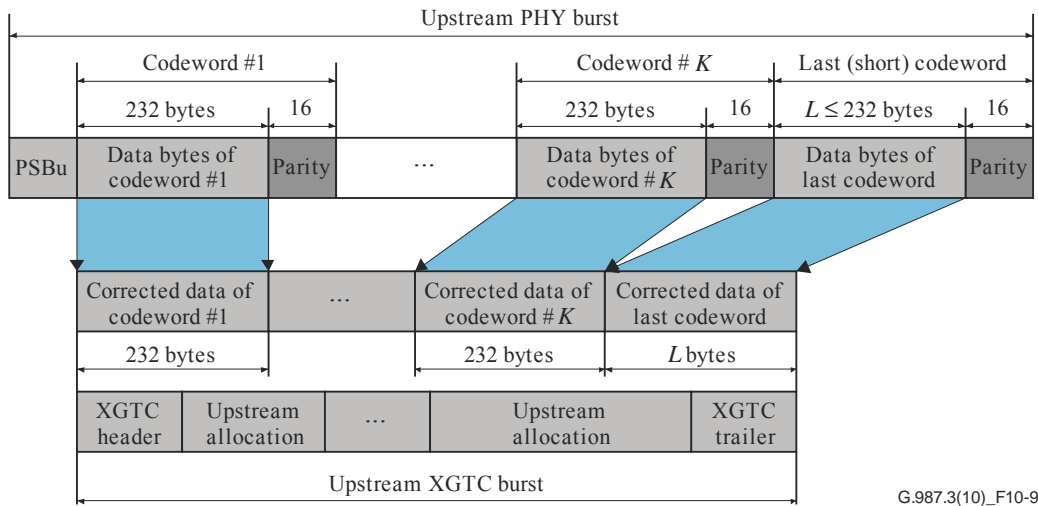 Upstream PHY burst
Codeword #1
Codeword # K
Last (short) codeword
232 bytes
16
232 bytes
16
L ≤ 232 bytes
16
PSBu
Data bytes of
codeword #1
Parity
...
Data bytes of
codeword # K
Parity
Data bytes of
last codeword
Parity
Corrected data of
codeword #1
...
Corrected data of
codeword # K
Corrected data of
last codeword
232 bytes
232 bytes
L bytes
XGTC
header
Upstream
allocation
...
Upstream
allocation
XGTC
trailer
Upstream XGTC burst
G.987.3(10)_F10-9